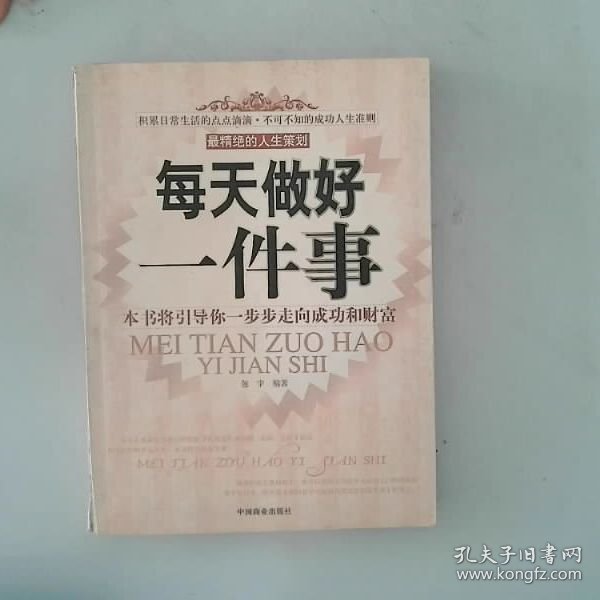 积累日常生活的点点滴滴·不可不知的成功人生准则
最精绝的人生策划
每天做好
一件事
本书将引导你一步步走向成功和财富
MEI TIAN ZUO HAO
YI JIAN SHI
编著
MEI TIAN ZOU HAO YI JIAN SHI
中国商业出版社
孔夫子旧书网
www.kongfz.com